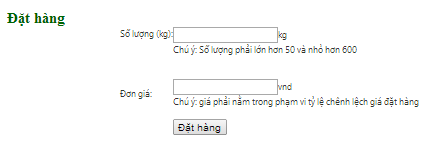 Đặt hàng
Số lượng (kg): kg
Chú ý: Số lượng phải lớn hơn 50 và nhỏ hơn 600
Đơn giá: vnd
Chú ý: giá phải nằm trong phạm vi tỷ lệ chênh lệch giá đặt hàng
Đặt hàng